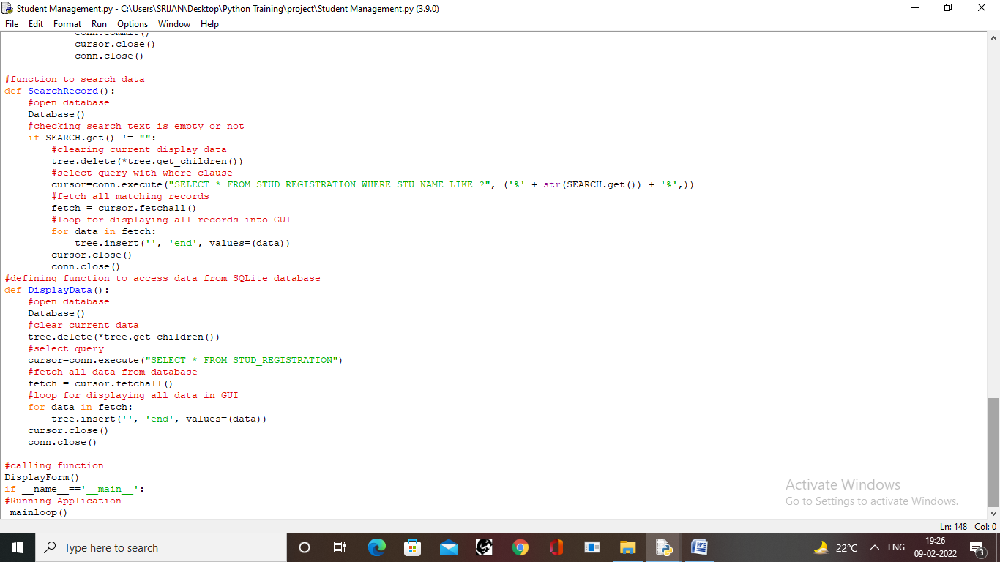 Student Management.py - C:\Users\SRIJAN\Desktop\Python Training\project\Student Management.py (3.9.0)
File Edit Format Run Options Window Help
conn.commit()
cursor.close()
conn.close()
#function to search data
def SearchRecord():
#open database
Database()
#checking search text is empty or not
if SEARCH.get() != "":
#clearing current display data
tree.delete(*tree.get_children())
#select query with where clause
cursor=conn.execute("SELECT * FROM STUD_REGISTRATION WHERE STU_NAME LIKE ?", ('%' + str(SEARCH.get()) + '%',))
#fetch all matching records
fetch = cursor.fetchall()
#loop for displaying all records into GUI
for data in fetch:
tree.insert('', 'end', values=(data))
cursor.close()
conn.close()
#defining function to access data from SQLite database
def DisplayData():
#open database
Database()
#clear current data
tree.delete(*tree.get_children())
#select query
cursor=conn.execute("SELECT * FROM STUD_REGISTRATION")
#fetch all data from database
fetch = cursor.fetchall()
#loop for displaying all data in GUI
for data in fetch:
tree.insert('', 'end', values=(data))
cursor.close()
conn.close()
#calling function
DisplayForm()
if __name__=='__main__':
#Running Application
mainloop()
Activate Windows
Go to Settings to activate Windows.
Ln: 148 Col: 0
Type here to search
22°C
ENG
19:26
09-02-2022
3